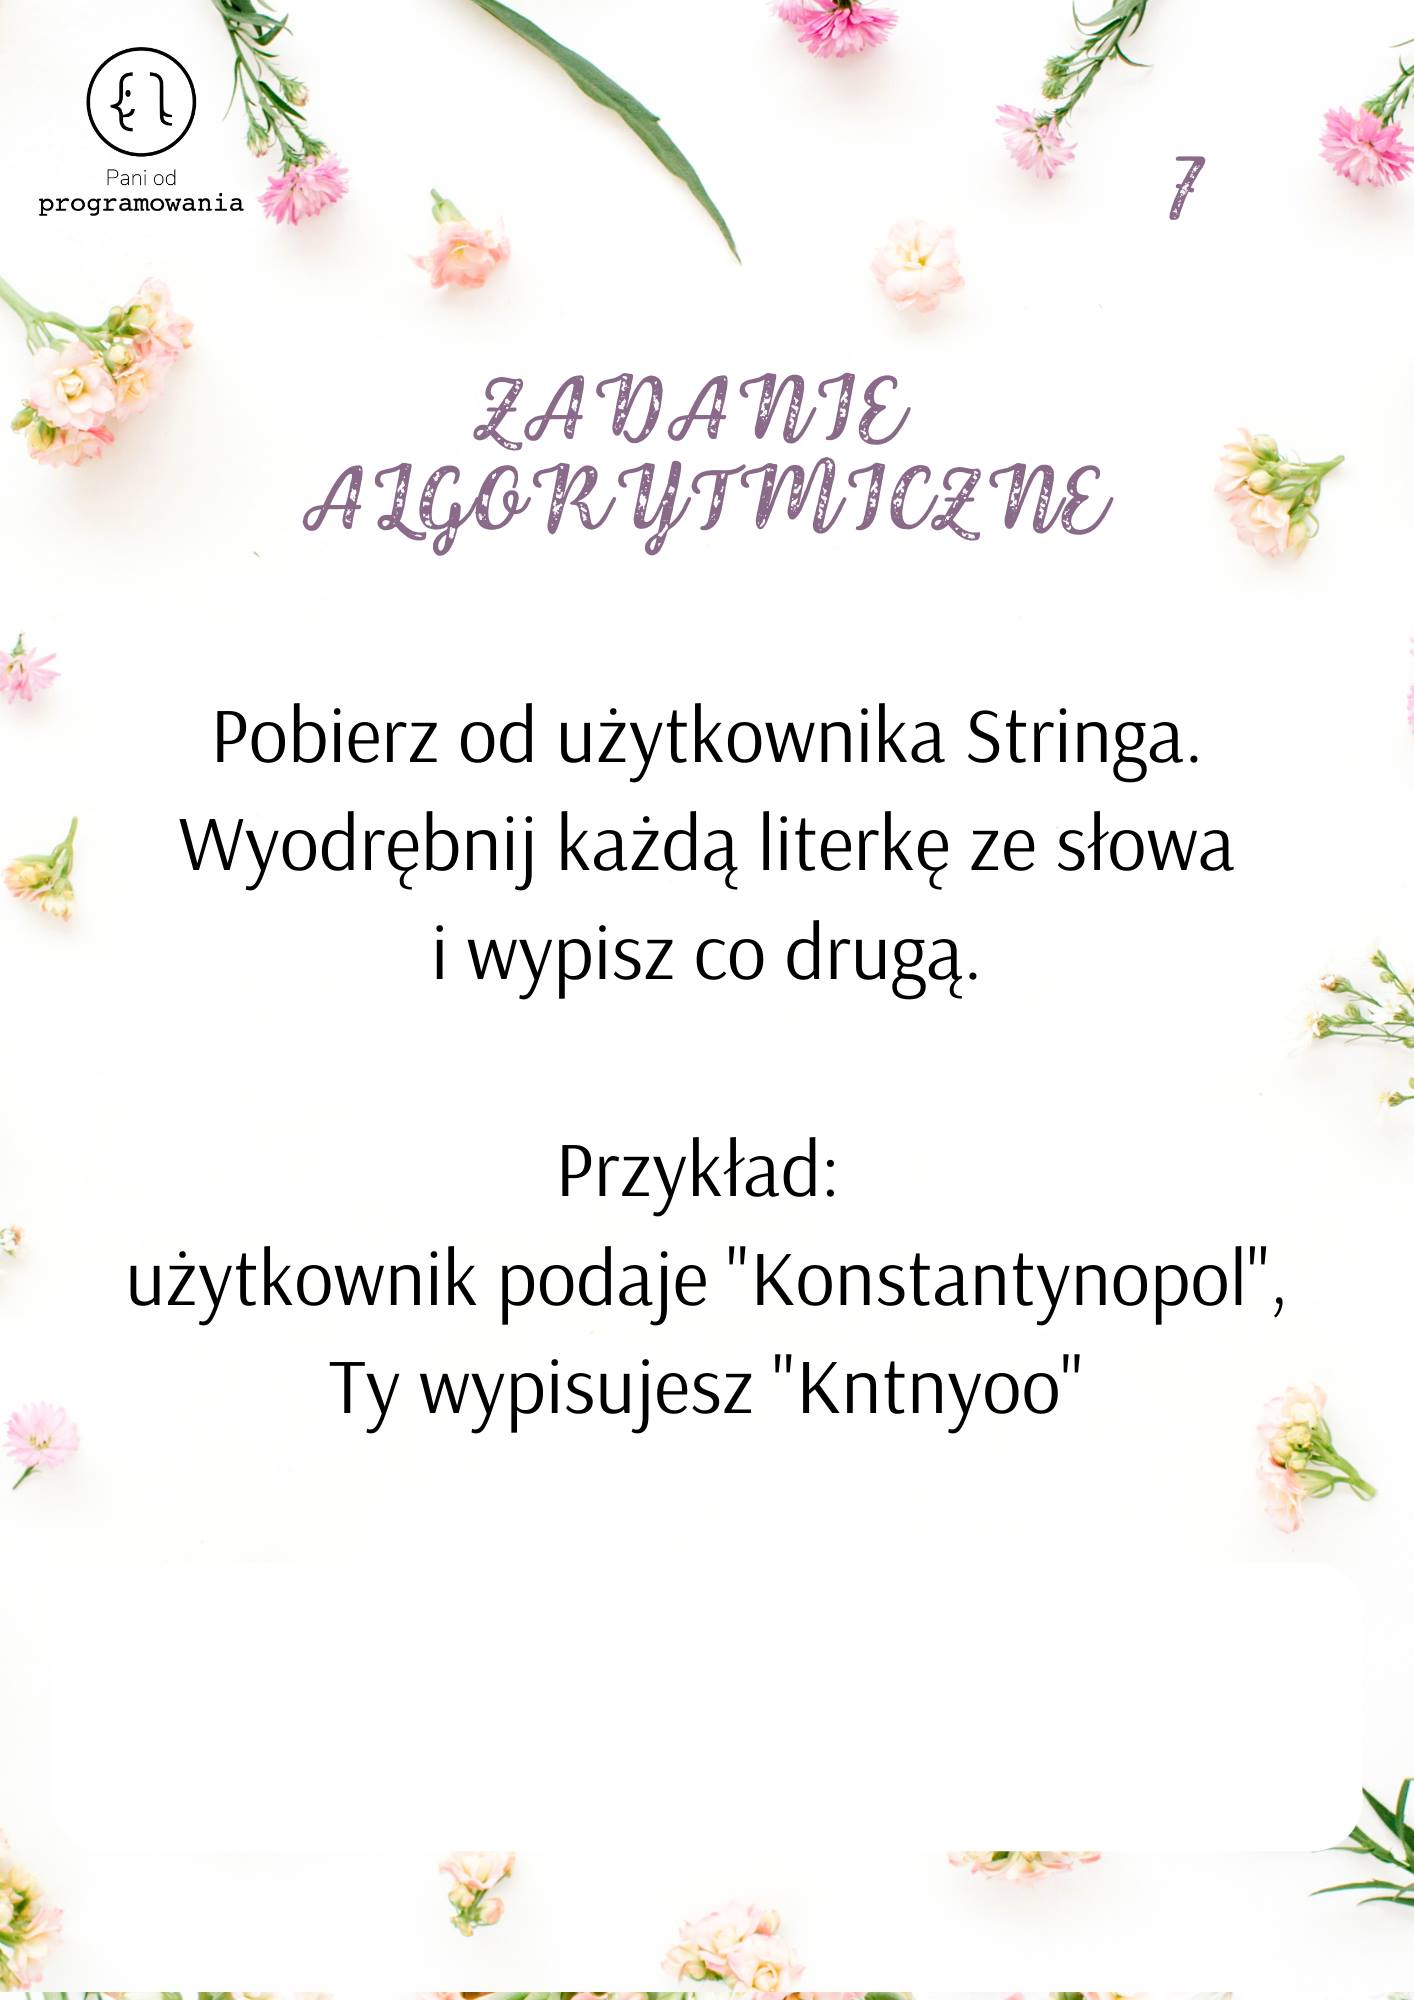 Pani od
programowania
7
ZADANIE
ALGORYTMICZNE
Pobierz od użytkownika Stringa.
Wyodrębnij każdą literkę ze słowa
i wypisz co drugą.
Przykład:
użytkownik podaje "Konstantynopol",
Ty wypisujesz "Kntnyoo"